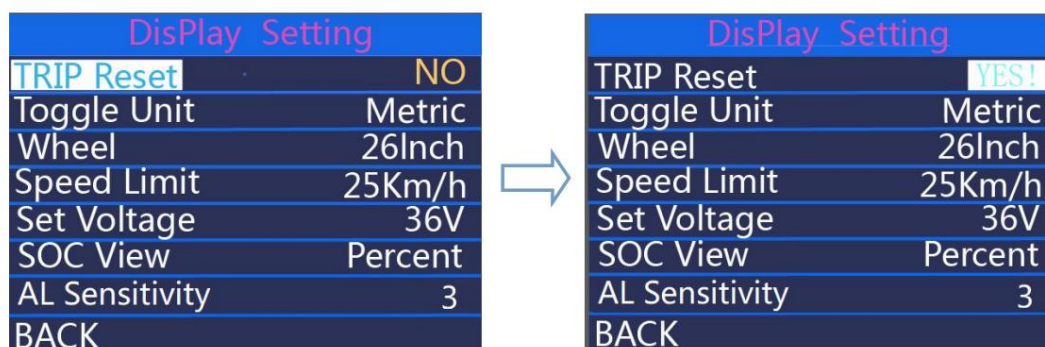 DisPlay Setting
TRIP Reset NO
Toggle Unit Metric
Wheel 26Inch
Speed Limit 25Km/h
Set Voltage 36V
SOC View Percent
AL Sensitivity 3
BACK
DisPlay Setting
TRIP Reset YES!
Toggle Unit Metric
Wheel 26Inch
Speed Limit 25Km/h
Set Voltage 36V
SOC View Percent
AL Sensitivity 3
BACK